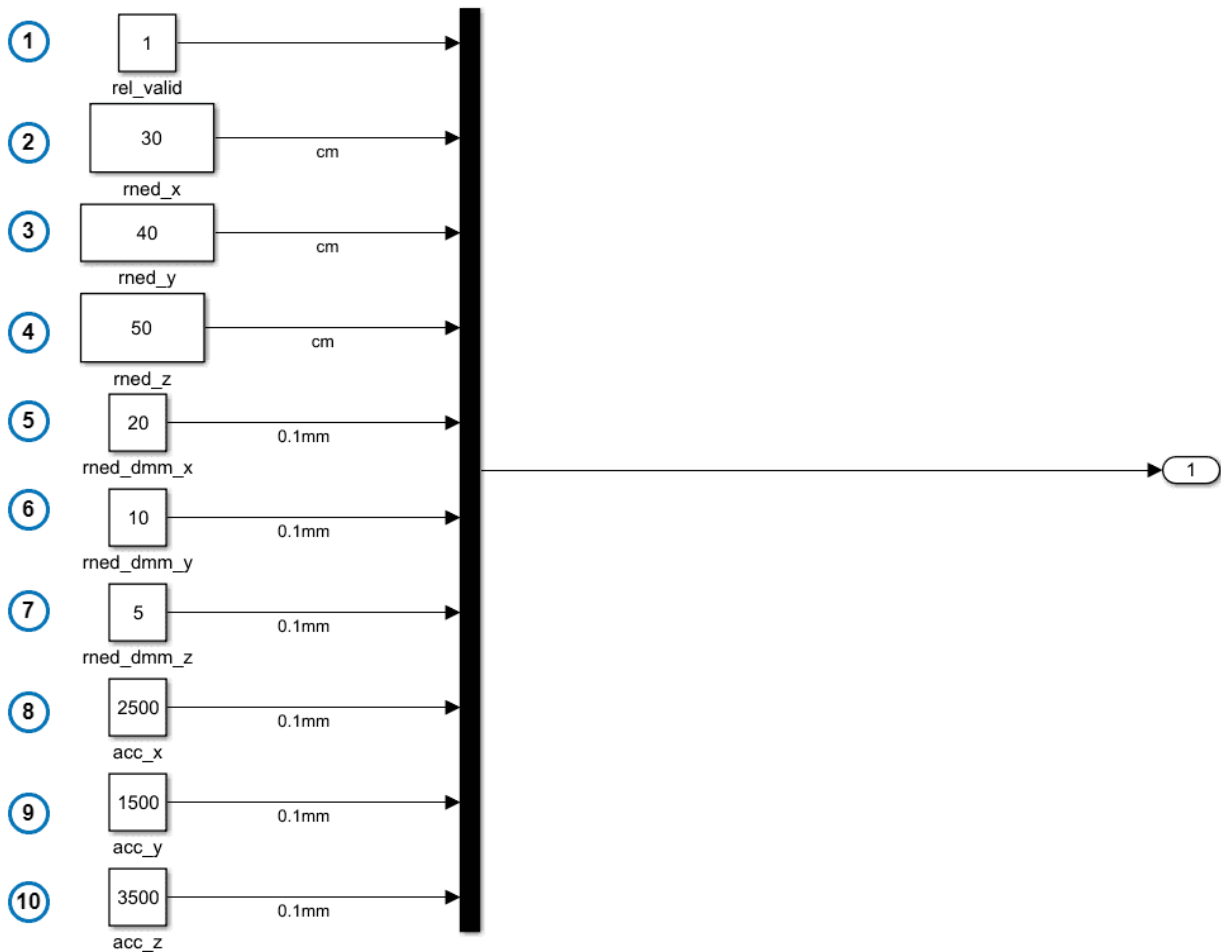 1
1
rel_valid
2
30
cm
rned_x
3
40
cm
rned_y
4
50
cm
rned_z
5
20
0.1mm
rned_dmm_x
1
6
10
0.1mm
rned_dmm_y
7
5
0.1mm
rned_dmm_z
8
2500
0.1mm
acc_x
9
1500
0.1mm
acc_y
10
3500
0.1mm
acc_z